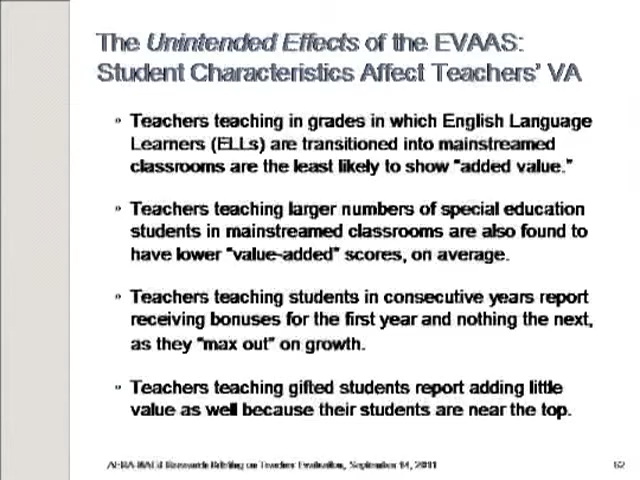 The Unintended Effects of the EVAAS:
Student Characteristics Affect Teachers' VA
» Teachers teaching in grades in which English Language
Learners (ELLs) are transitioned into mainstreamed
classrooms are the least likely to show "added value."
» Teachers teaching larger numbers of special education
students in mainstreamed classrooms are also found to
have lower "value-added" scores, on average.
» Teachers teaching students in consecutive years report
receiving bonuses for the first year and nothing the next,
as they "max out" on growth.
» Teachers teaching gifted students report adding little
value as well because their students are near the top.
Research Briefing on Teacher Evaluation, September 14, 2011
62